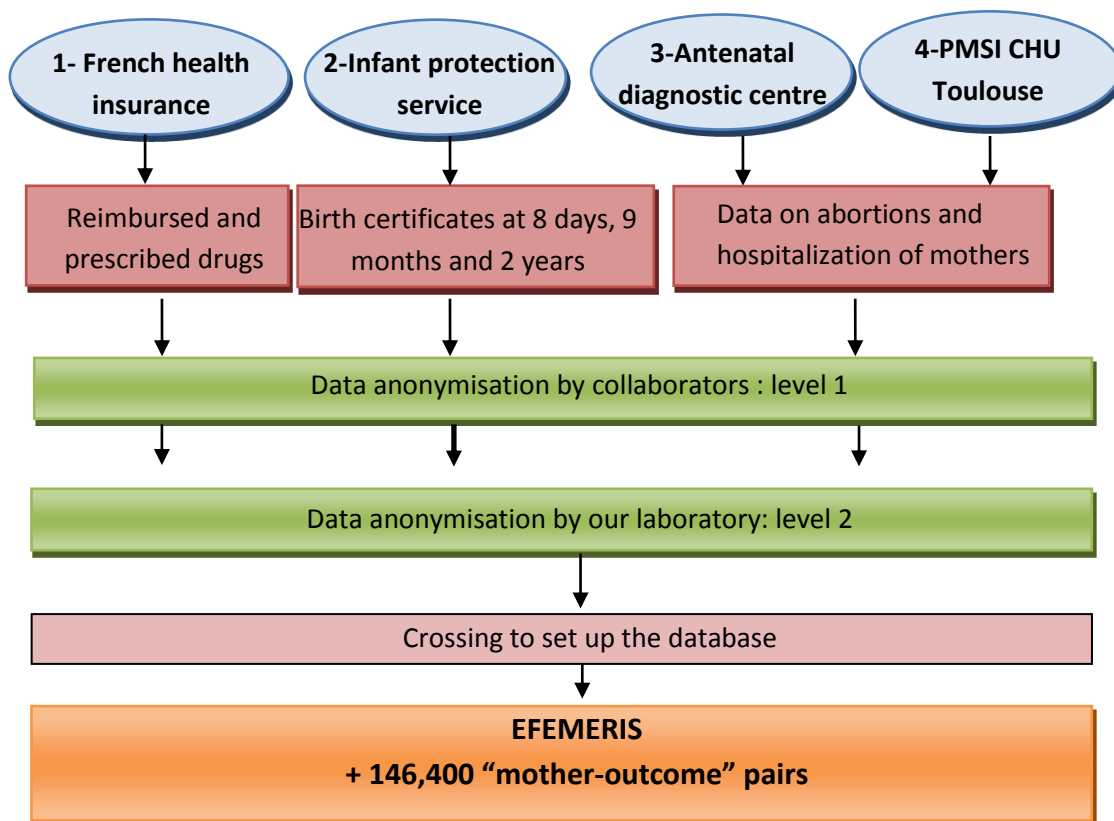 1- French health
insurance
2-Infant protection
service
3-Antenatal
diagnostic centre
4-PMSI CHU
Toulouse
Reimbursed and
prescribed drugs
Birth certificates at 8 days, 9
months and 2 years
Data on abortions and
hospitalization of mothers
Data anonymisation by collaborators : level 1
Data anonymisation by our laboratory: level 2
Crossing to set up the database
EFEMERIS
+ 146,400 “mother-outcome” pairs